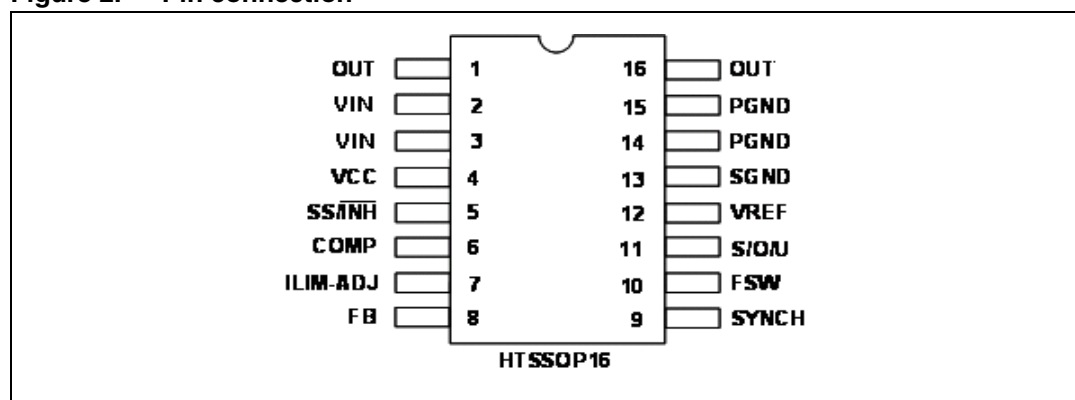 Figure 2. Pin connection
OUT 1 16 OUT
VIN 2 15 PGND
VIN 3 14 PGND
VCC 4 13 SGND
SS/INH 5 12 VREF
COMP 6 11 S/O/U
ILIM-ADJ 7 10 FSW
FB 8 9 SYNCH
HTSSOP16